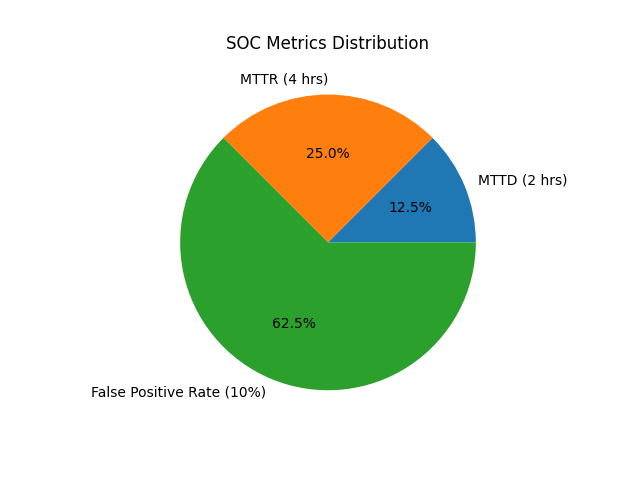 SOC Metrics Distribution
MTTR (4 hrs)
25.0%
MTTD (2 hrs)
12.5%
62.5%
False Positive Rate (10%)